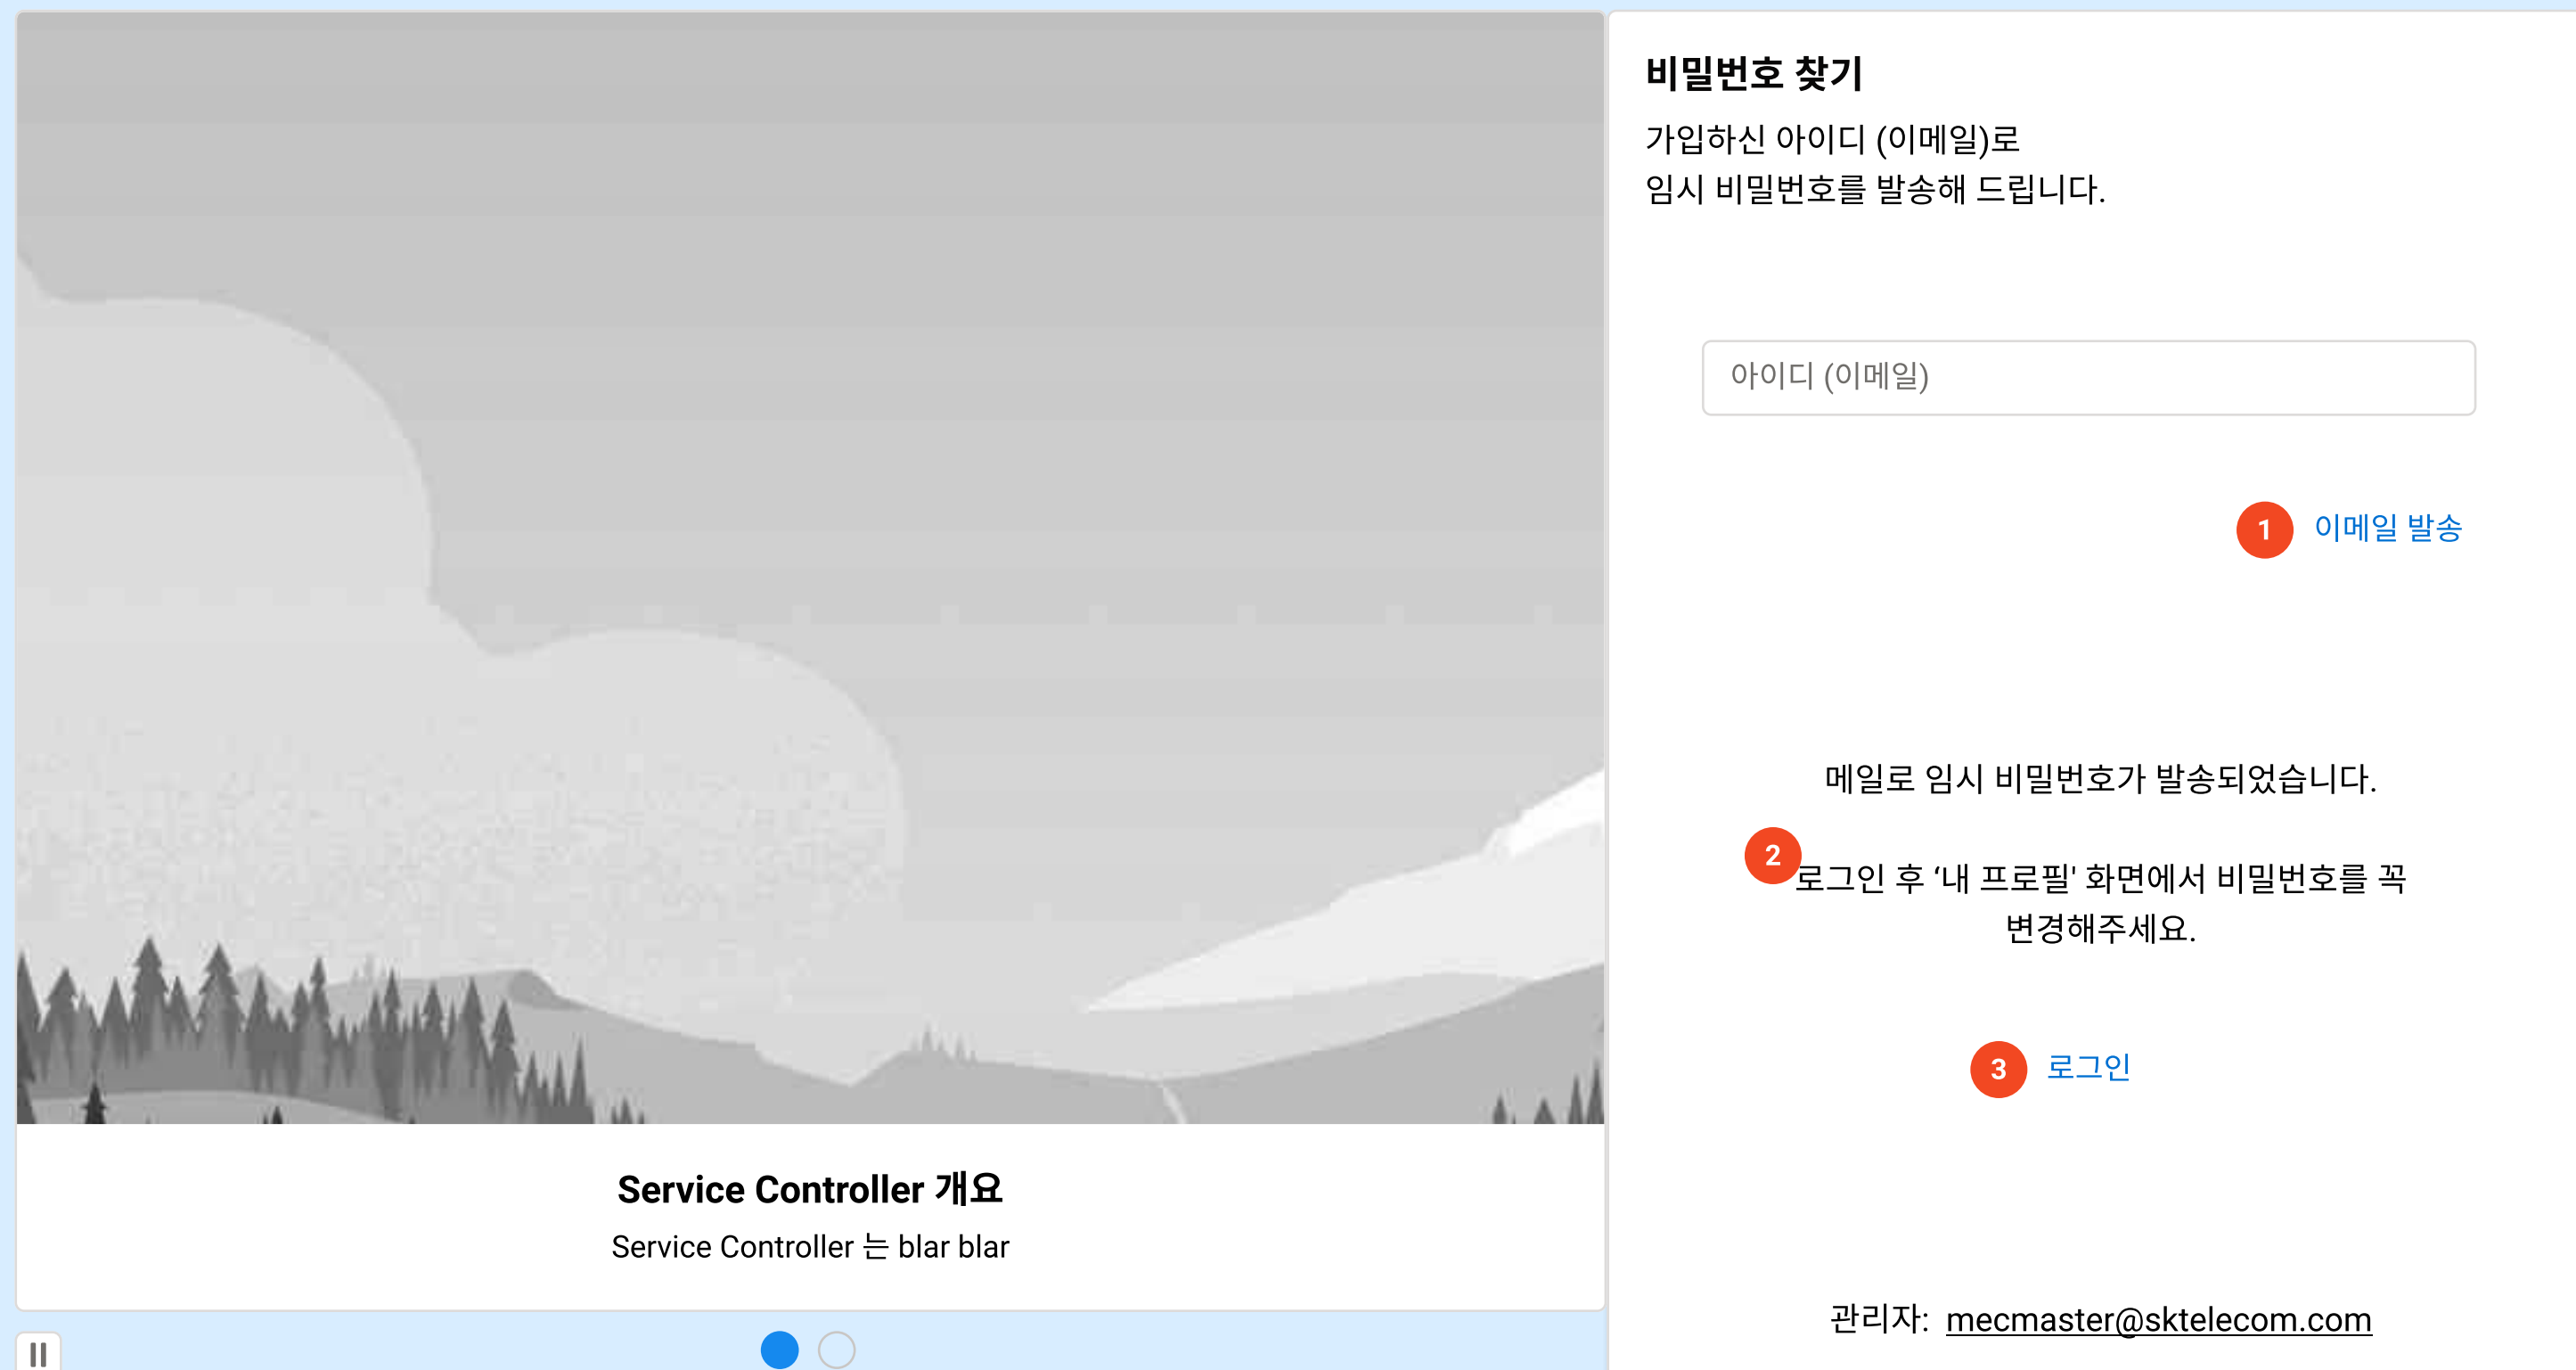 비밀번호 찾기
가입하신 아이디 (이메일)로
임시 비밀번호를 발송해 드립니다.
아이디 (이메일)
1 이메일 발송
메일로 임시 비밀번호가 발송되었습니다.
2
로그인 후 ‘내 프로필' 화면에서 비밀번호를 꼭
변경해주세요.
3 로그인
관리자: mecmaster@sktelecom.com
Service Controller 개요
Service Controller 는 blar blar